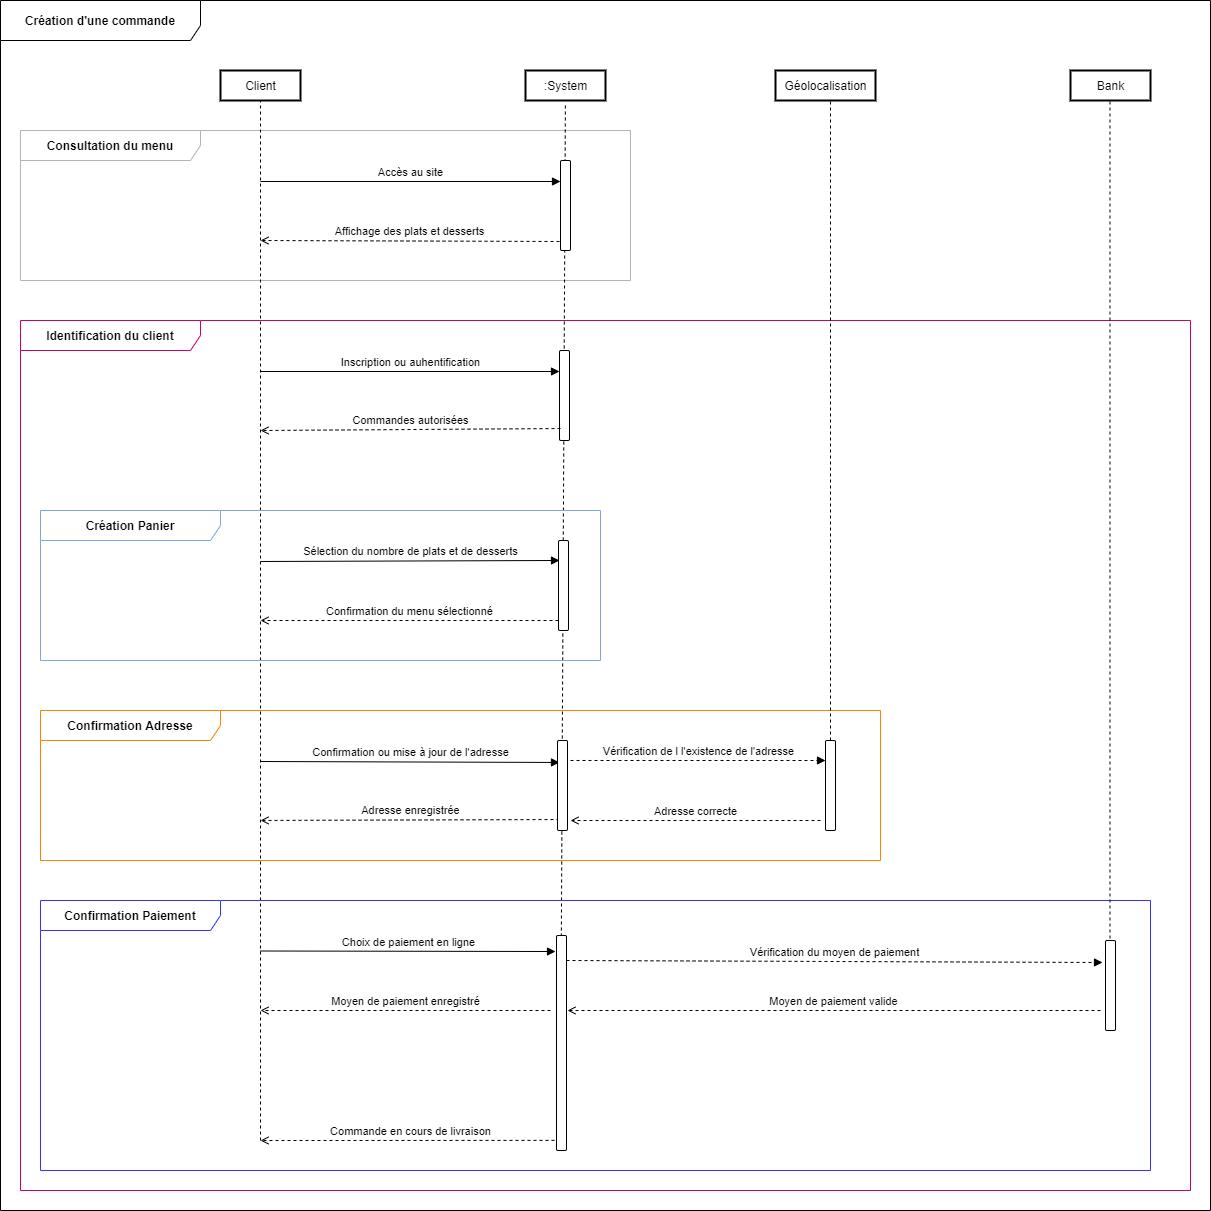 Création d'une commande
Client
:System
Géolocalisation
Bank
Consultation du menu
Accès au site
Affichage des plats et desserts
Identification du client
Inscription ou auhentification
Commandes autorisées
Création Panier
Sélection du nombre de plats et de desserts
Confirmation du menu sélectionné
Confirmation Adresse
Confirmation ou mise à jour de l'adresse
Vérification de l l'existence de l'adresse
Adresse enregistrée
Adresse correcte
Confirmation Paiement
Choix de paiement en ligne
Vérification du moyen de paiement
Moyen de paiement enregistré
Moyen de paiement valide
Commande en cours de livraison